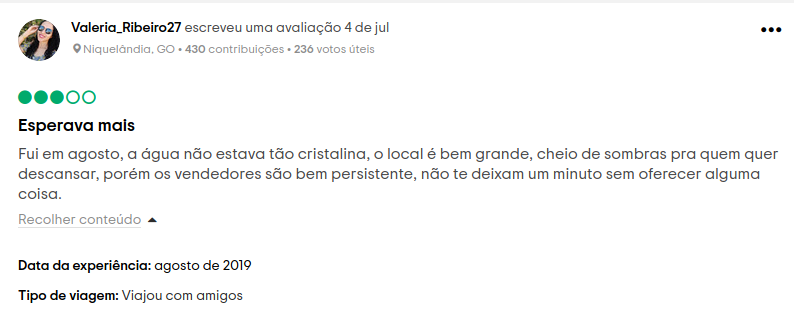 Valeria_Ribeiro27 escreveu uma avaliação 4 de jul
Niquelândia, GO • 430 contribuições • 236 votos úteis
Esperava mais
Fui em agosto, a água não estava tão cristalina, o local é bem grande, cheio de sombras pra quem quer
descansar, porém os vendedores são bem persistente, não te deixam um minuto sem oferecer alguma
coisa.
Recolher conteúdo
Data da experiência: agosto de 2019
Tipo de viagem: Viajou com amigos